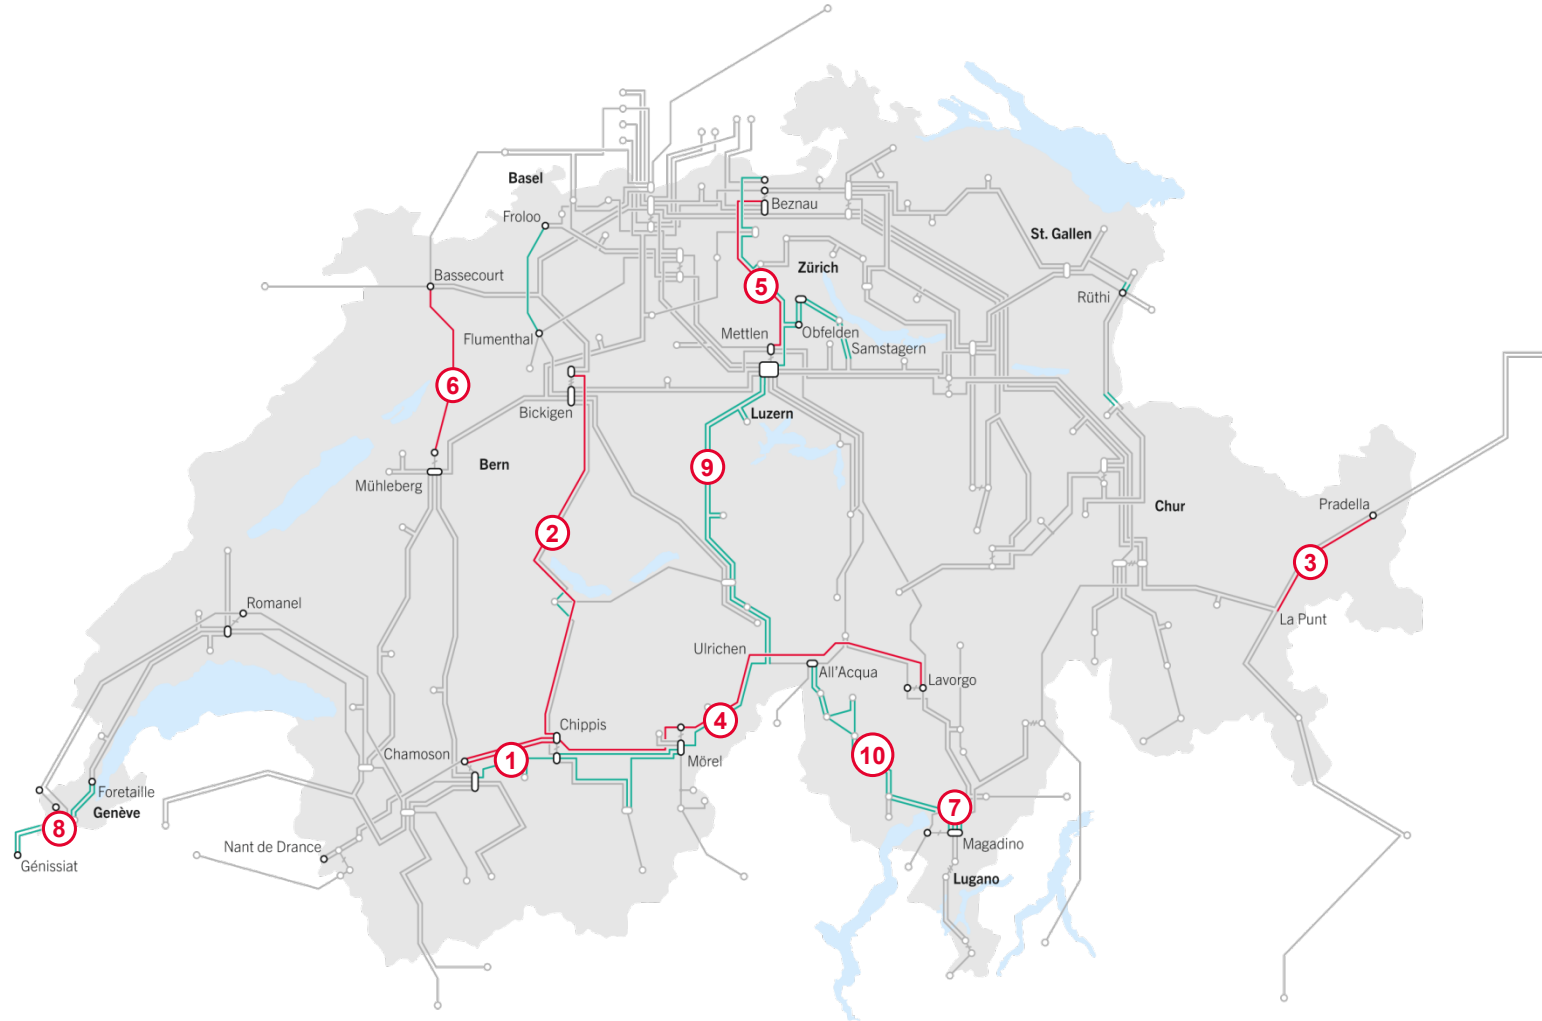 Basel
Froloo
Beznau
St. Gallen
Bassecourt
Zürich
5
Rüthi
Flumenthal
Mettlen
Obfelden
Samstagern
6
Bickigen
Luzern
Bern
9
Mühleberg
Chur
Pradella
2
3
Romanel
La Punt
Ulrichen
All'Acqua
Lavorgo
Chippis
4
Chamoson
1
Mörel
10
Foretaille
Genève
7
8
Nant de Drance
Magadino
Génissiat
Lugano